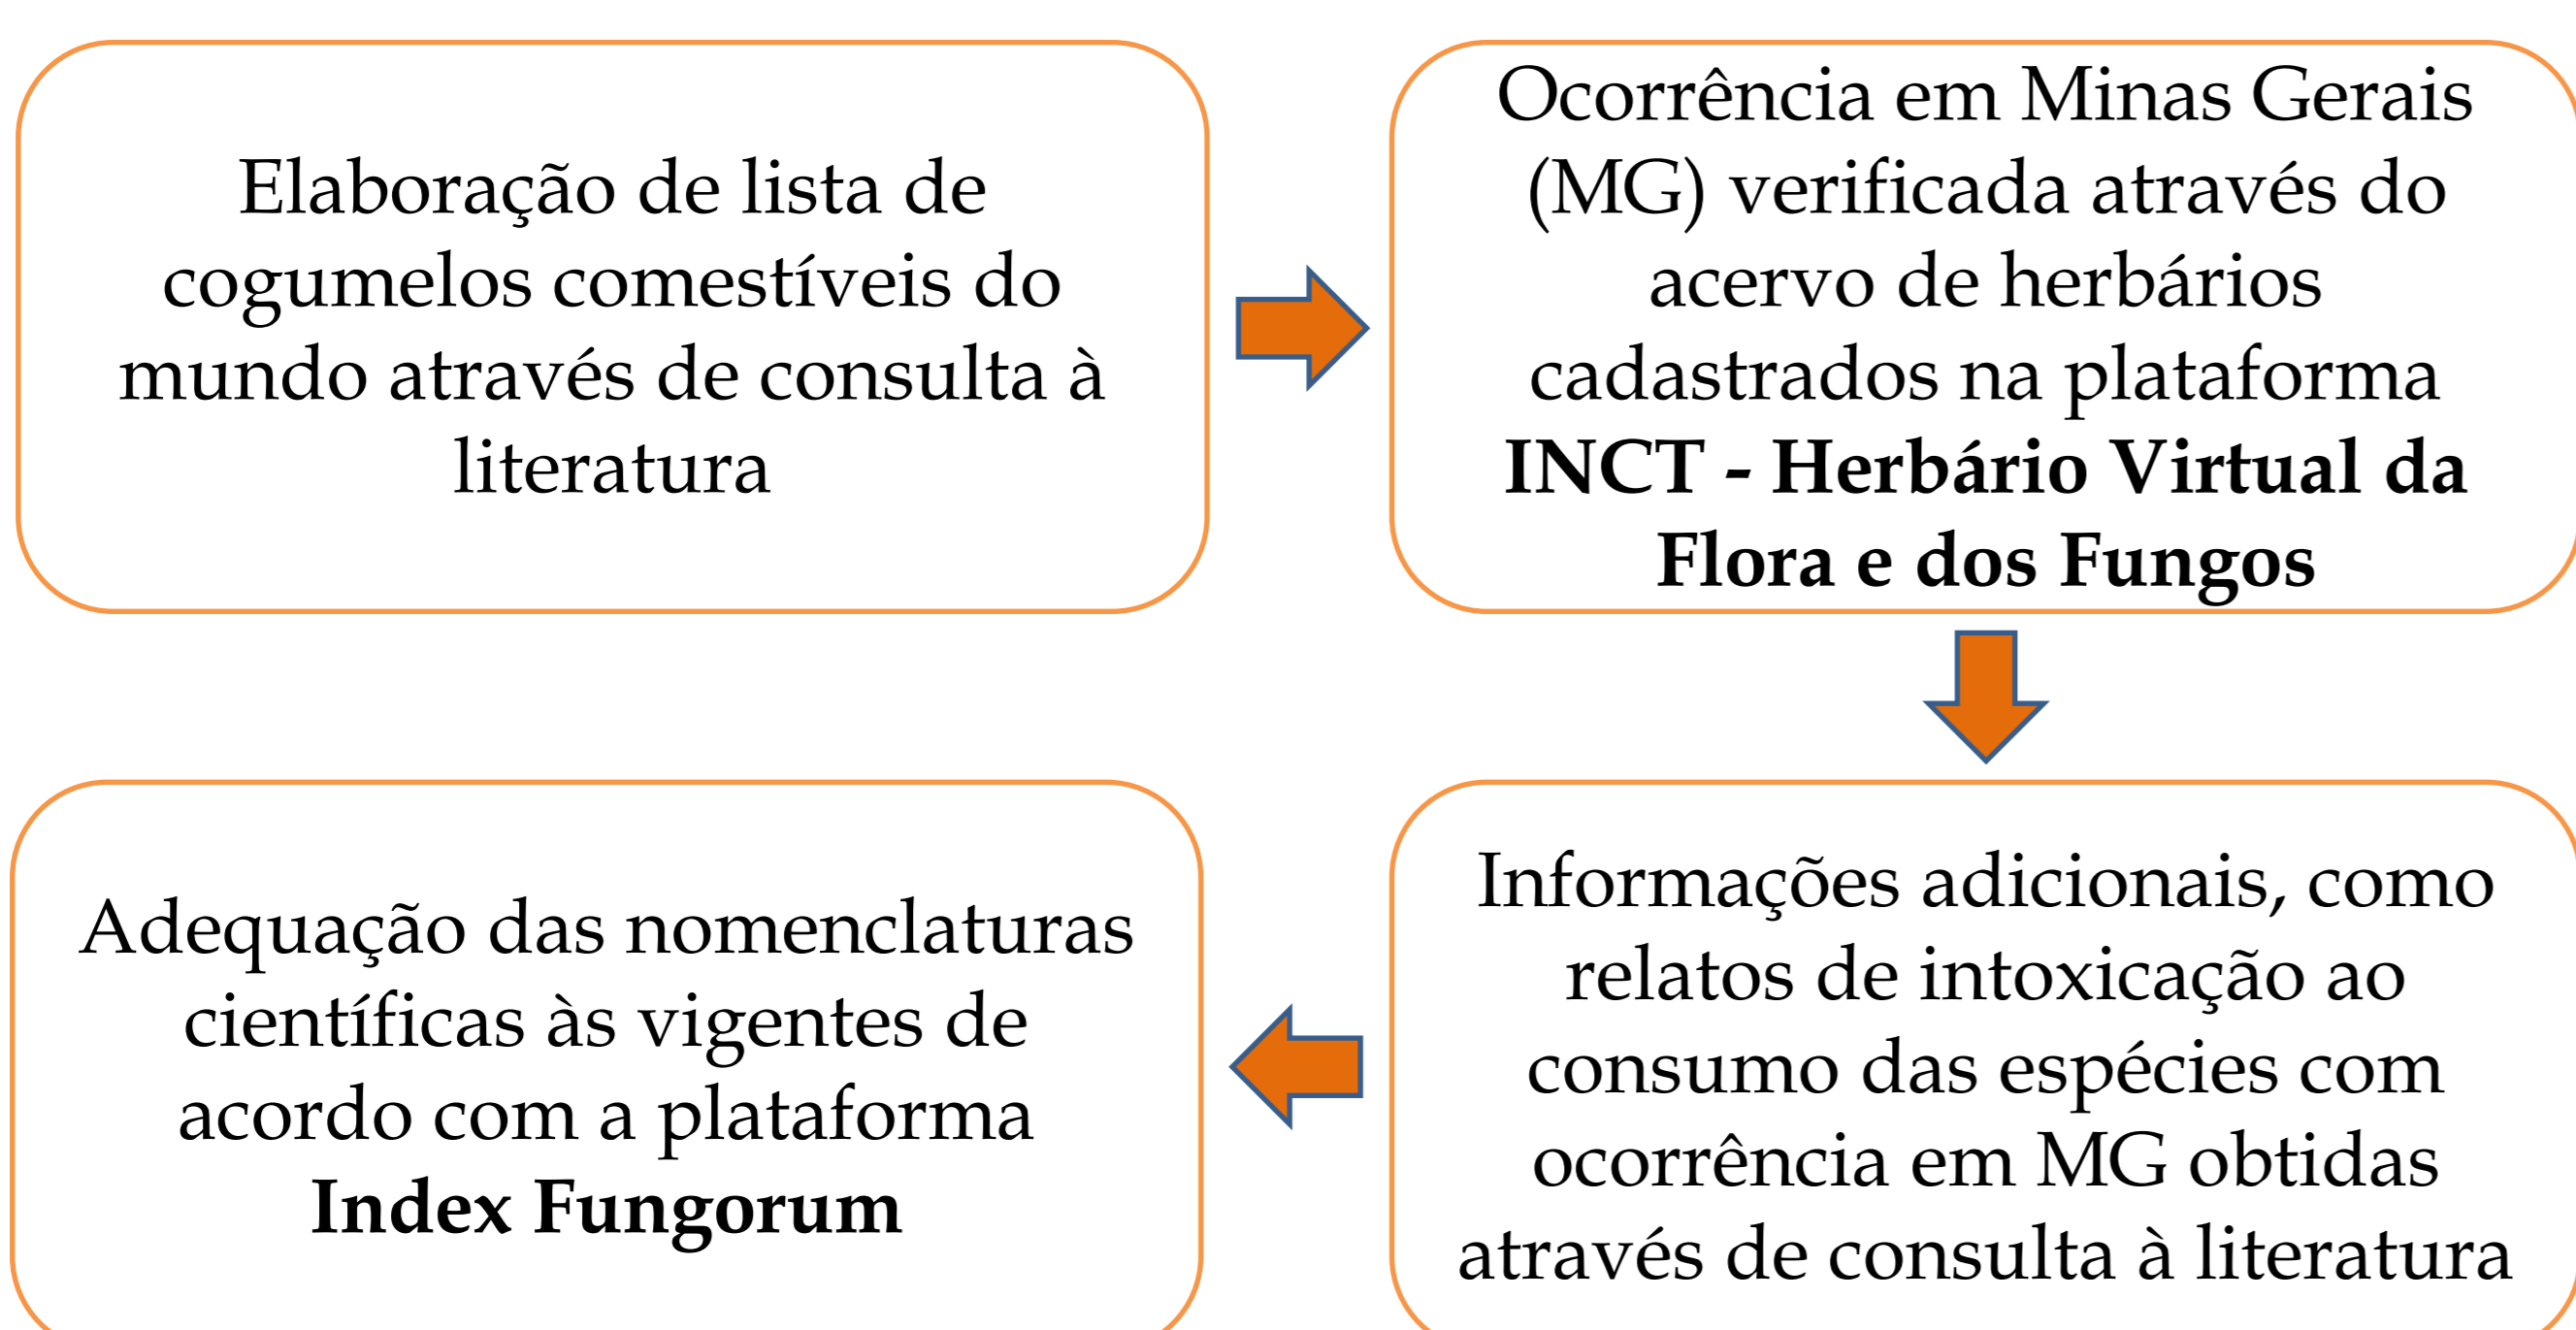 Elaboração de lista de
cogumelos comestíveis do
mundo através de consulta à
literatura
Ocorrência em Minas Gerais
(MG) verificada através do
acervo de herbários
cadastrados na plataforma
INCT - Herbário Virtual da
Flora e dos Fungos
Informações adicionais, como
relatos de intoxicação ao
consumo das espécies com
ocorrência em MG obtidas
através de consulta à literatura
Adequação das nomenclaturas
científicas às vigentes de
acordo com a plataforma
Index Fungorum